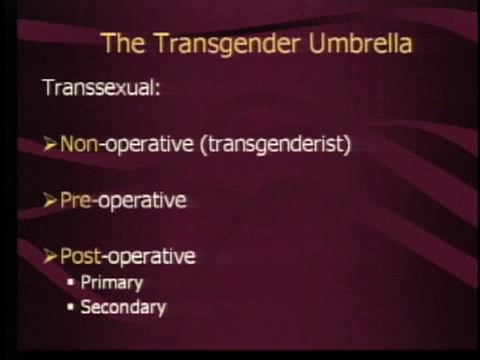 The Transgender Umbrella
Transsexual:
Non-operative (transgenderist)
Pre-operative
Post-operative
Primary
Secondary